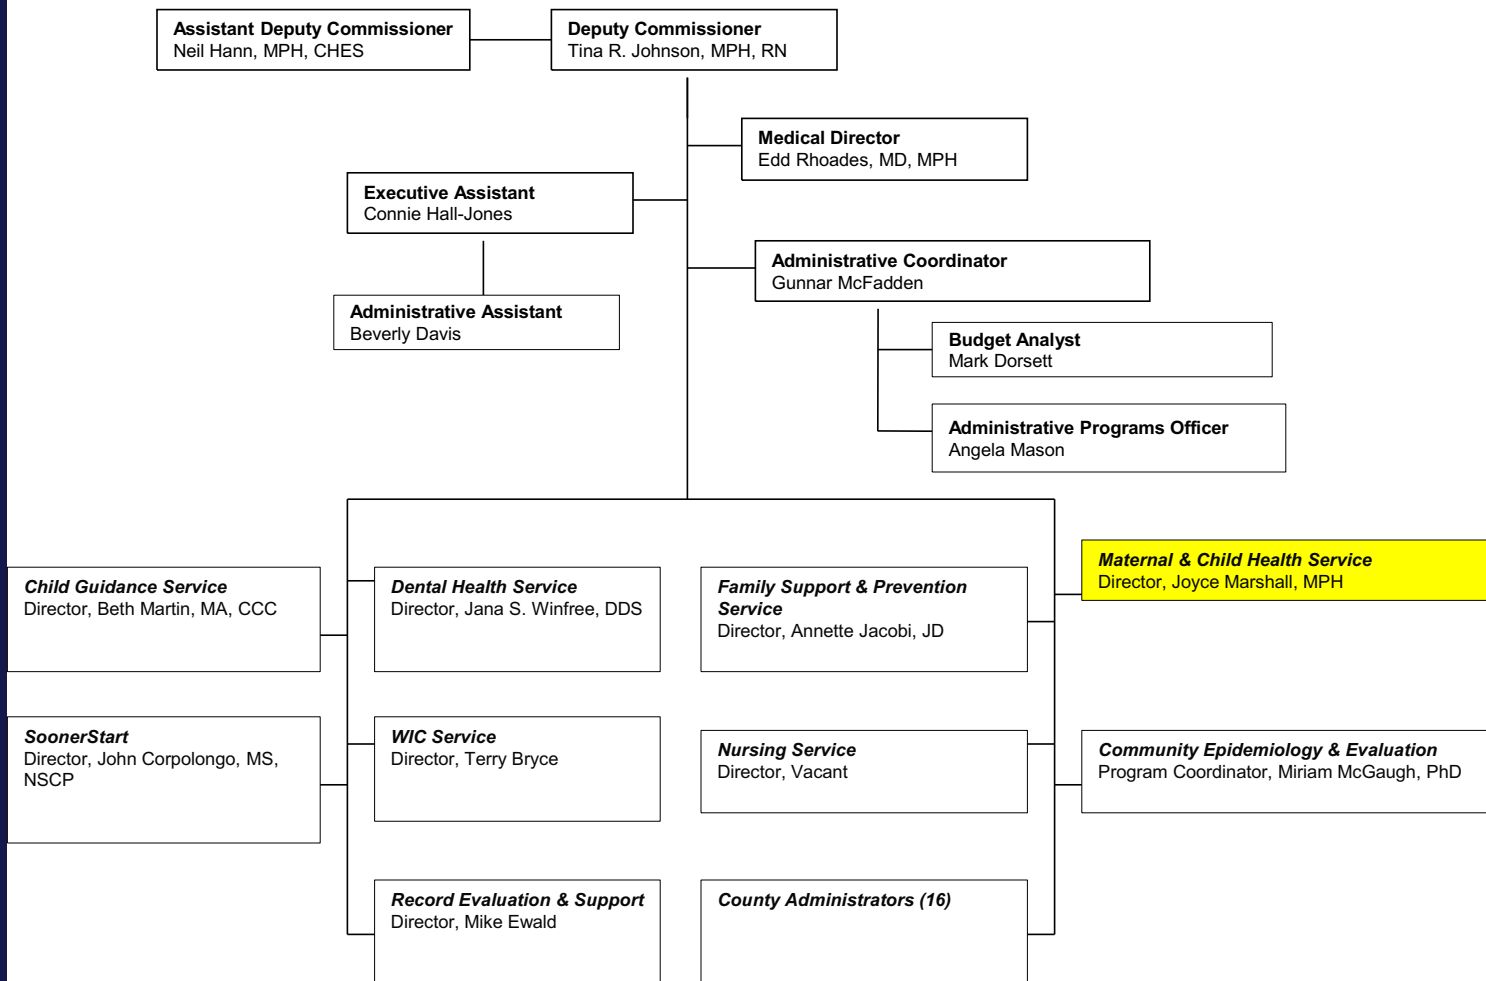 Assistant Deputy Commissioner
Neil Hann, MPH, CHES
Deputy Commissioner
Tina R. Johnson, MPH, RN
Medical Director
Edd Rhoades, MD, MPH
Executive Assistant
Connie Hall-Jones
Administrative Coordinator
Gunnar McFadden
Administrative Assistant
Beverly Davis
Budget Analyst
Mark Dorsett
Administrative Programs Officer
Angela Mason
Child Guidance Service
Director, Beth Martin, MA, CCC
Dental Health Service
Director, Jana S. Winfree, DDS
Family Support & Prevention
Service
Director, Annette Jacobi, JD
Maternal & Child Health Service
Director, Joyce Marshall, MPH
SoonerStart
Director, John Corpolongo, MS,
NSCP
WIC Service
Director, Terry Bryce
Nursing Service
Director, Vacant
Community Epidemiology & Evaluation
Program Coordinator, Miriam McGaugh, PhD
Record Evaluation & Support
Director, Mike Ewald
County Administrators (16)